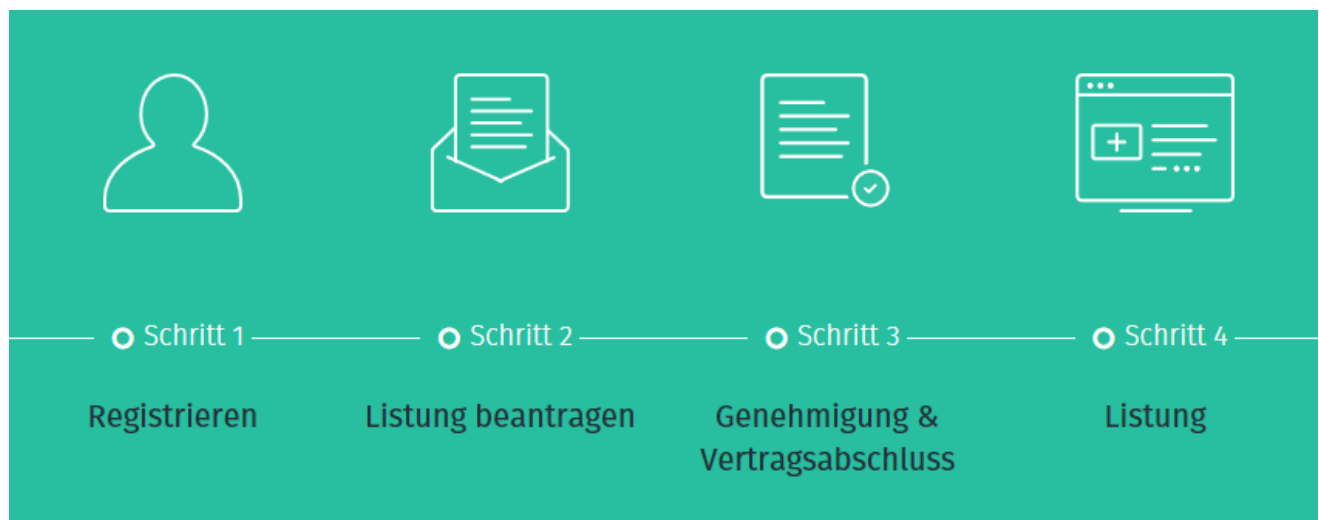 Schritt 1
Schritt 2
Schritt 3
Schritt 4
Registrieren
Listung beantragen
Genehmigung &
Vertragsabschluss
Listung